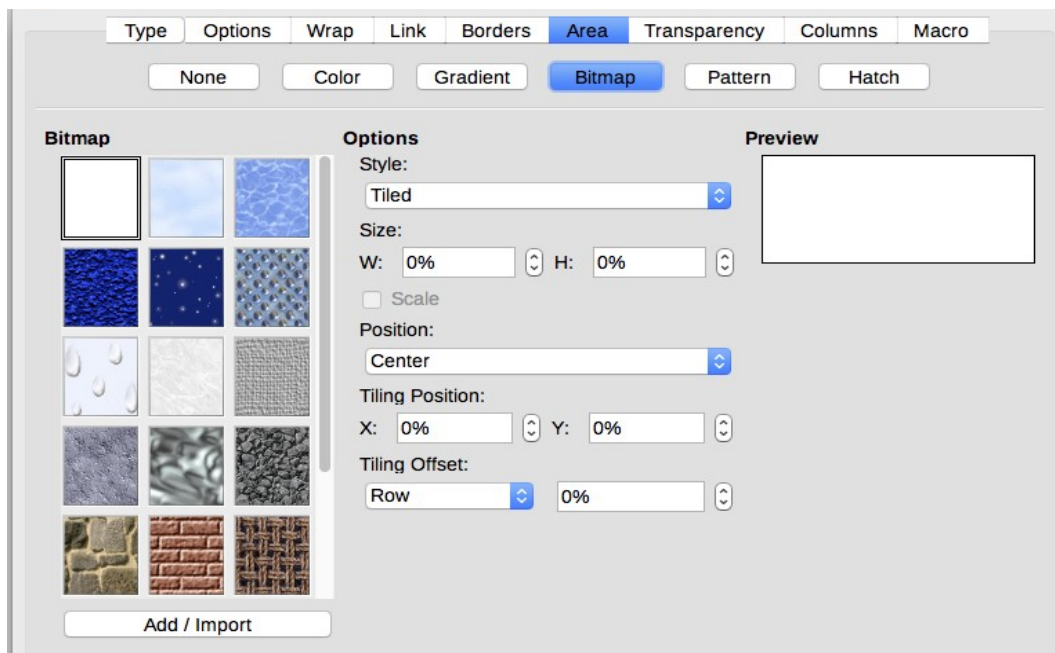 Type Options Wrap Link Borders Area Transparency Columns Macro
None Color Gradient Bitmap Pattern Hatch
Bitmap Options Preview
Style:
Tiled
Size:
W: 0% H: 0%
Scale
Position:
Center
Tiling Position:
X: 0% Y: 0%
Tiling Offset:
Row 0%
Add / Import